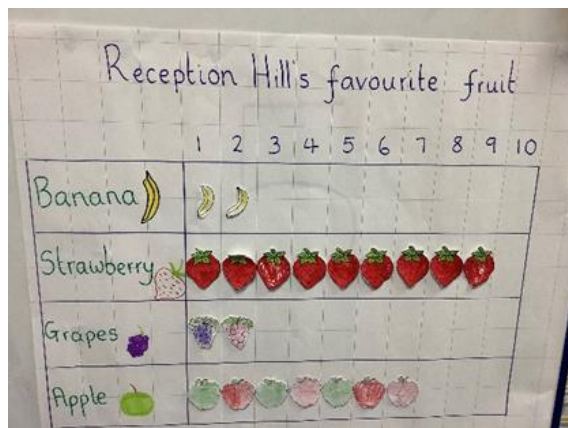 Reception Hill's favourite fruit
1 2 3 4 5 6 7 8 9 10
Banana
Strawberry
Grapes
Apple